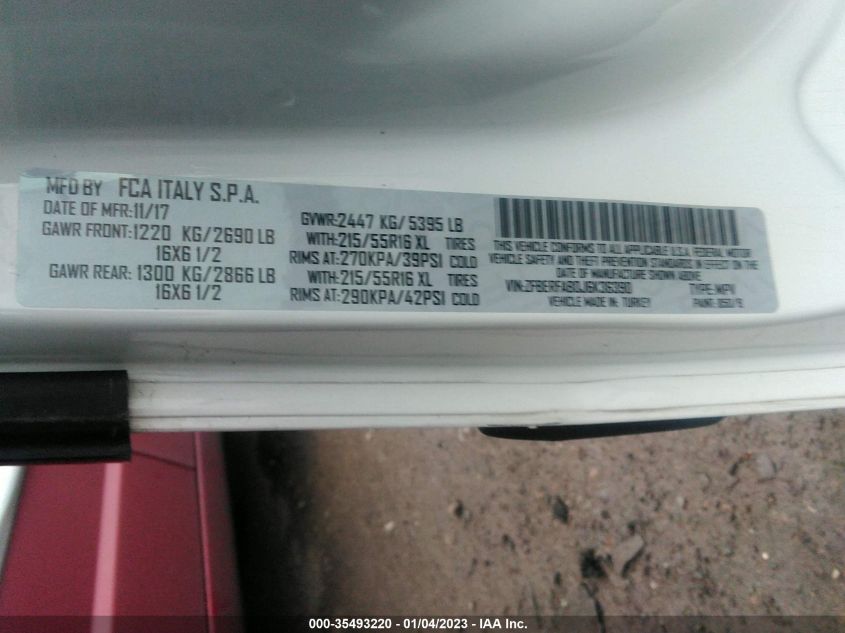 MFD BY FCA ITALY S.P.A.
DATE OF MFR:11/17
GAWR FRONT:1220 KG/2690 LB
16X6 1/2
GAWR REAR: 1300 KG/2866 LB
16X6 1/2
GVWR:2447 KG/ 5395 LB
WITH:215/55R16 XL TIRES
RIMS AT:270KPA/39PSI COLD
WITH:215/55R16 XL TIRES
RIMS AT:290KPA/42PSI COLD
THIS VEHICLE CONFORMS TO ALL APPLICABLE U.S.A. FEDERAL MOTOR
VEHICLE SAFETY AND THEFT PREVENTION STANDARDS IN EFFECT ON THE
DATE OF MANUFACTURE SHOWN ABOVE
VIN: TYPE: MPV
VEHICLE MADE IN: TURKEY PAINT:
000-35493220 - 01/04/2023 - IAA Inc.